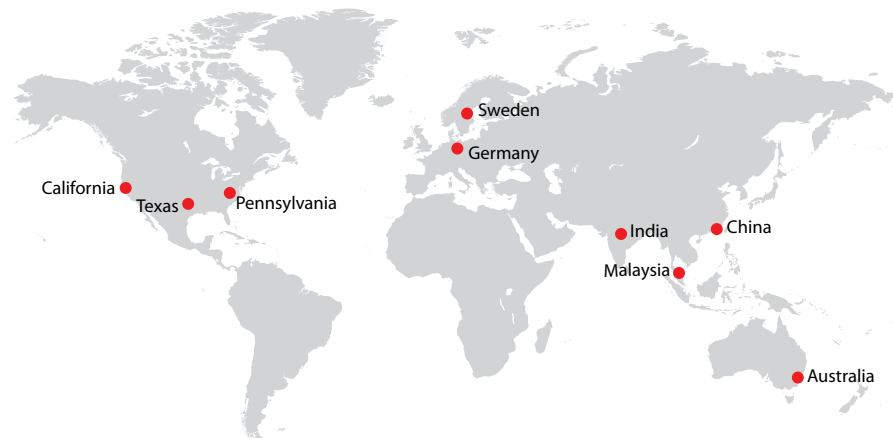 Sweden
Germany
California
Texas
Pennsylvania
India
China
Malaysia
Australia